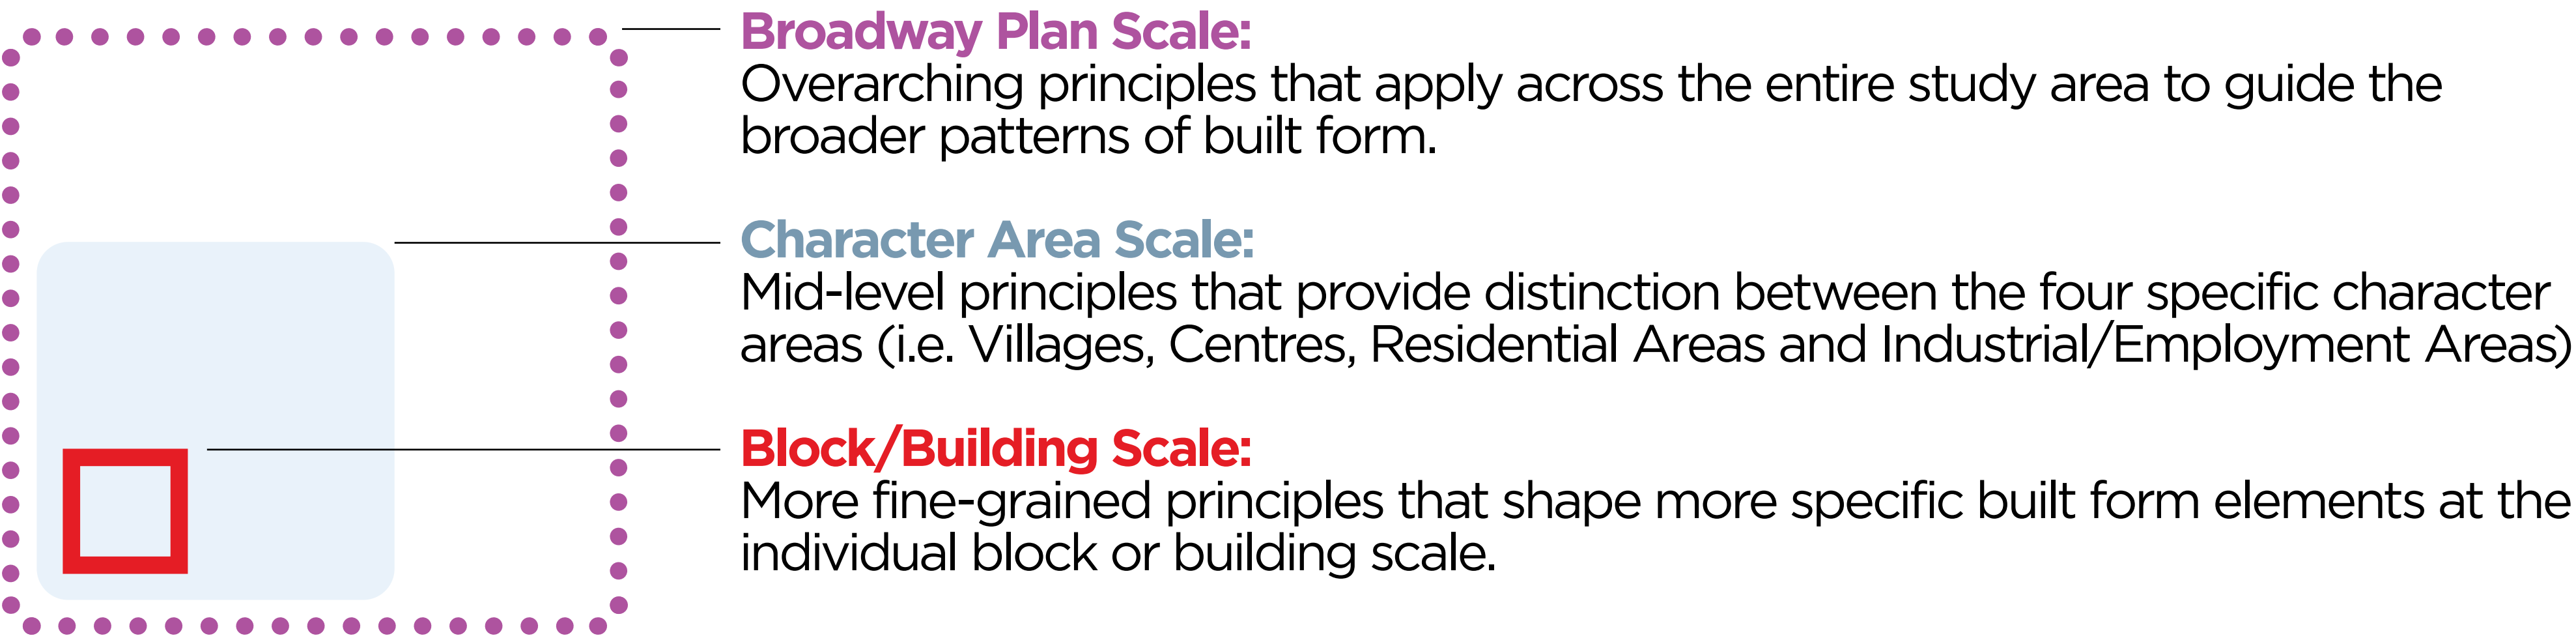 Broadway Plan Scale:
Overarching principles that apply across the entire study area to guide the
broader patterns of built form.
Character Area Scale:
Mid-level principles that provide distinction between the four specific character
areas (i.e. Villages, Centres, Residential Areas and Industrial/Employment Areas)
Block/Building Scale:
More fine-grained principles that shape more specific built form elements at the
individual block or building scale.